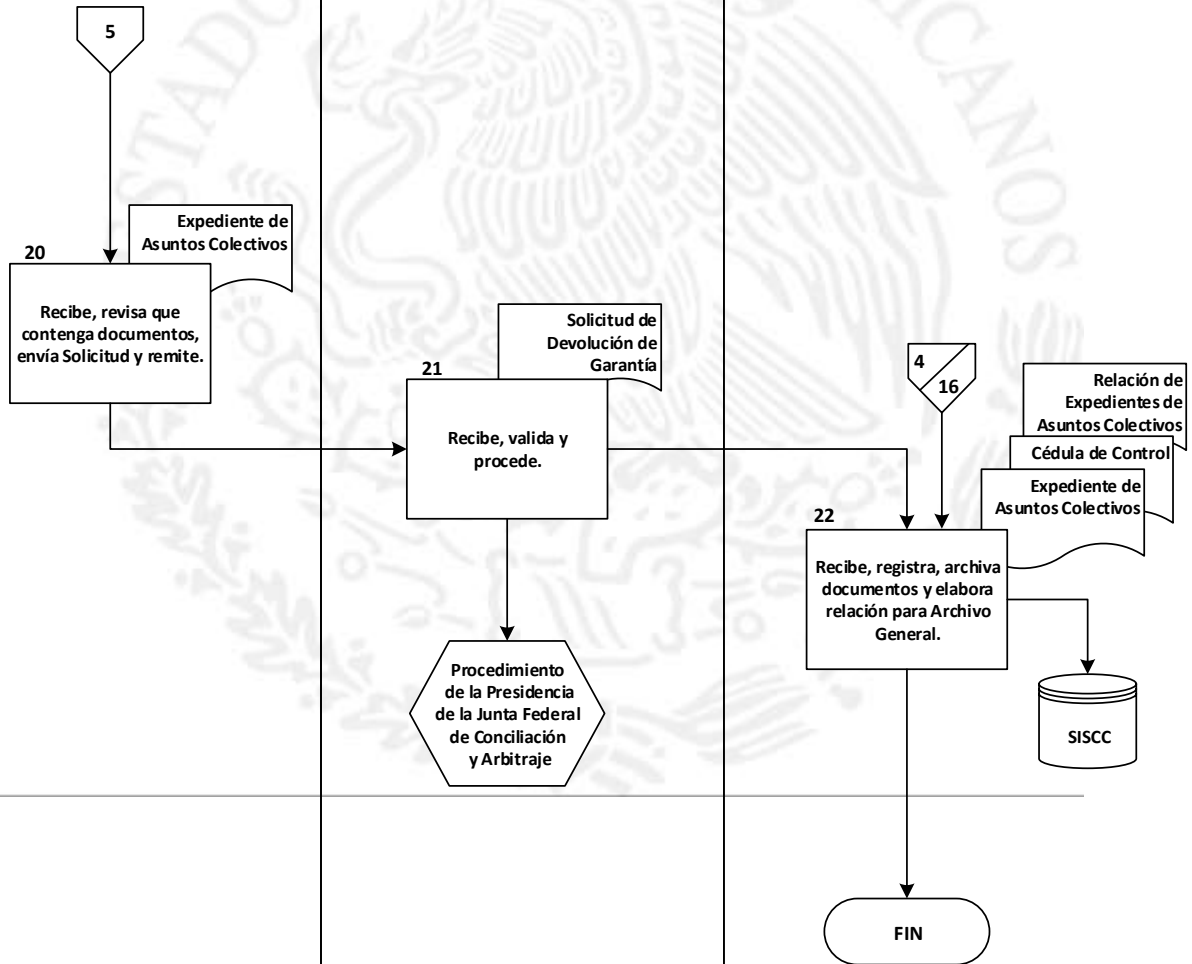 5
ESTADOS
MEXICANOS
20
Expediente de
Asuntos Colectivos
Recibe, revisa que
contenga documentos,
envía Solicitud y remite.
21
Solicitud de
Devolución de
Garantía
Recibe, valida y
procede.
Procedimiento
de la Presidencia
de la Junta Federal
de Conciliación
y Arbitraje
4
16
Relación de
Expedientes de
Asuntos Colectivos
Cédula de Control
Expediente de
Asuntos Colectivos
22
Recibe, registra, archiva
documentos y elabora
relación para Archivo
General.
SISCC
FIN